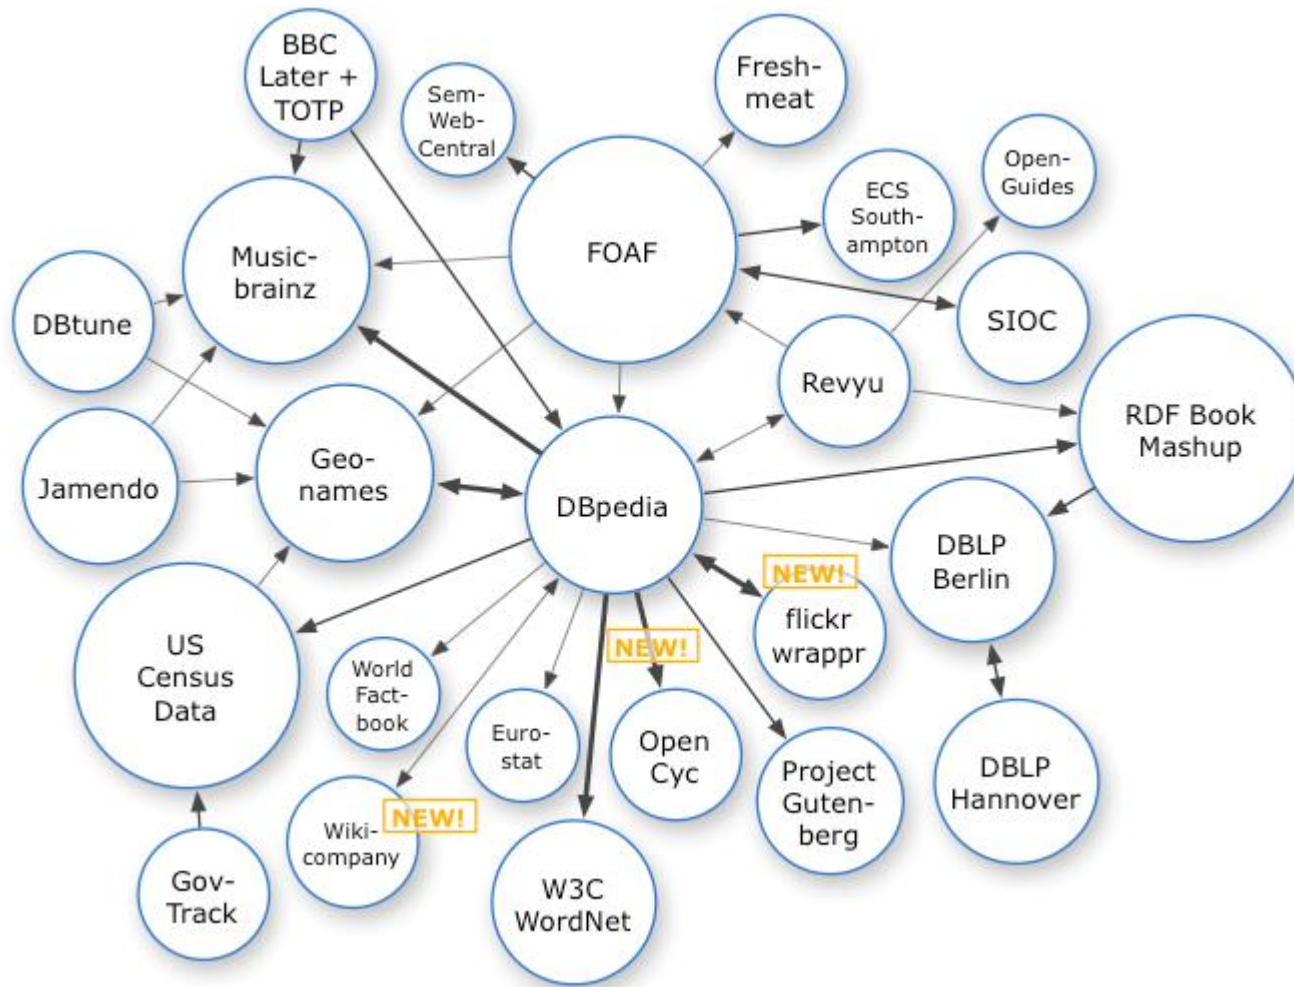 BBC
Later +
TOTP
Sem-
Web-
Central
Fresh-
meat
FOAF
ECS
South-
ampton
Open-
Guides
Music-
brainz
DBtune
SIOC
Revyu
RDF Book
Mashup
Jamendo
Geo-
names
DBpedia
DBLP
Berlin
NEW!
flickr
wrappr
US
Census
Data
NEW!
World
Fact-
book
Euro-
stat
Open
Cyc
Project
Guten-
berg
DBLP
Hannover
NEW!
Wiki-
company
Gov-
Track
W3C
WordNet